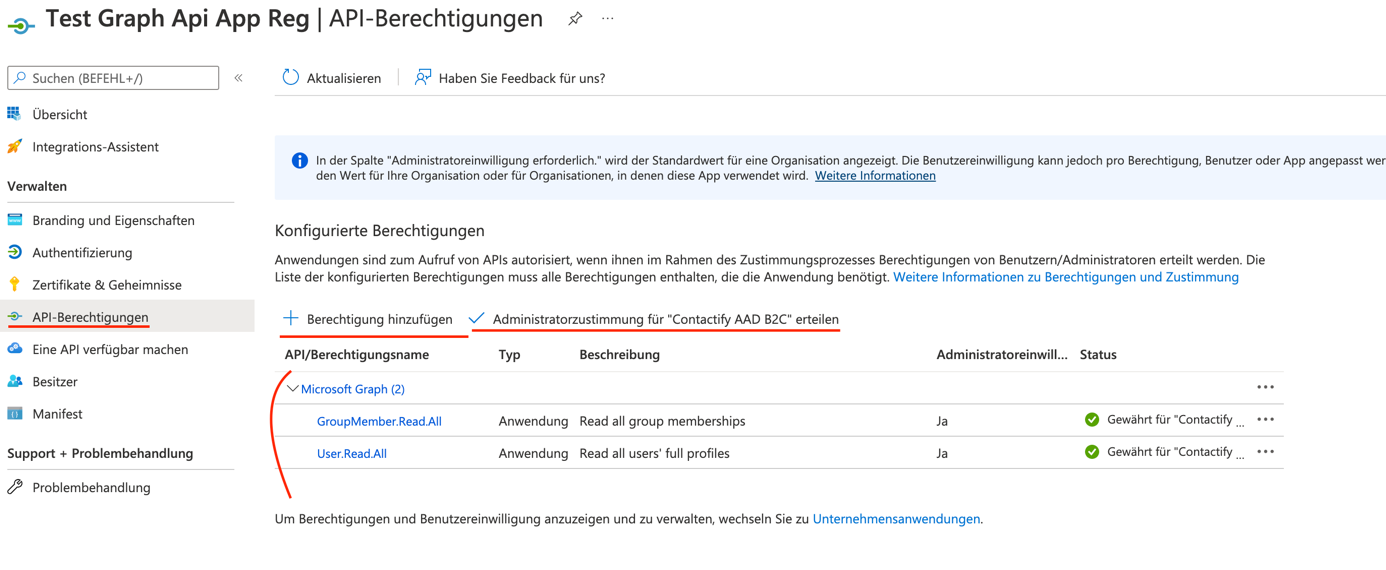 Test Graph Api App Reg | API-Berechtigungen
Suchen (BEFEHL+/)
Übersicht
Integrations-Assistent
Verwalten
Branding und Eigenschaften
Authentifizierung
Zertifikate & Geheimnisse
API-Berechtigungen
Eine API verfügbar machen
Besitzer
Manifest
Support + Problembehandlung
Problembehandlung
Aktualisieren
Haben Sie Feedback für uns?
In der Spalte "Administratoreinwilligung erforderlich." wird der Standardwert für eine Organisation angezeigt. Die Benutzereinwilligung kann jedoch pro Berechtigung, Benutzer oder App angepasst wer
den Wert für Ihre Organisation oder für Organisationen, in denen diese App verwendet wird. Weitere Informationen
Konfigurierte Berechtigungen
Anwendungen sind zum Aufruf von APIs autorisiert, wenn ihnen im Rahmen des Zustimmungsprozesses Berechtigungen von Benutzern/Administratoren erteilt werden. Die
Liste der konfigurierten Berechtigungen muss alle Berechtigungen enthalten, die die Anwendung benötigt. Weitere Informationen zu Berechtigungen und Zustimmung
Berechtigung hinzufügen Administratorzustimmung für "Contactify AAD B2C" erteilen
API/Berechtigungsname Typ Beschreibung Administratoreinwill... Status
Microsoft Graph (2)
GroupMember.Read.All Anwendung Read all group memberships Ja Gewährt für "Contactify ...
User.Read.All Anwendung Read all users' full profiles Ja Gewährt für "Contactify ...
Um Berechtigungen und Benutzereinwilligung anzuzeigen und zu verwalten, wechseln Sie zu Unternehmensanwendungen.